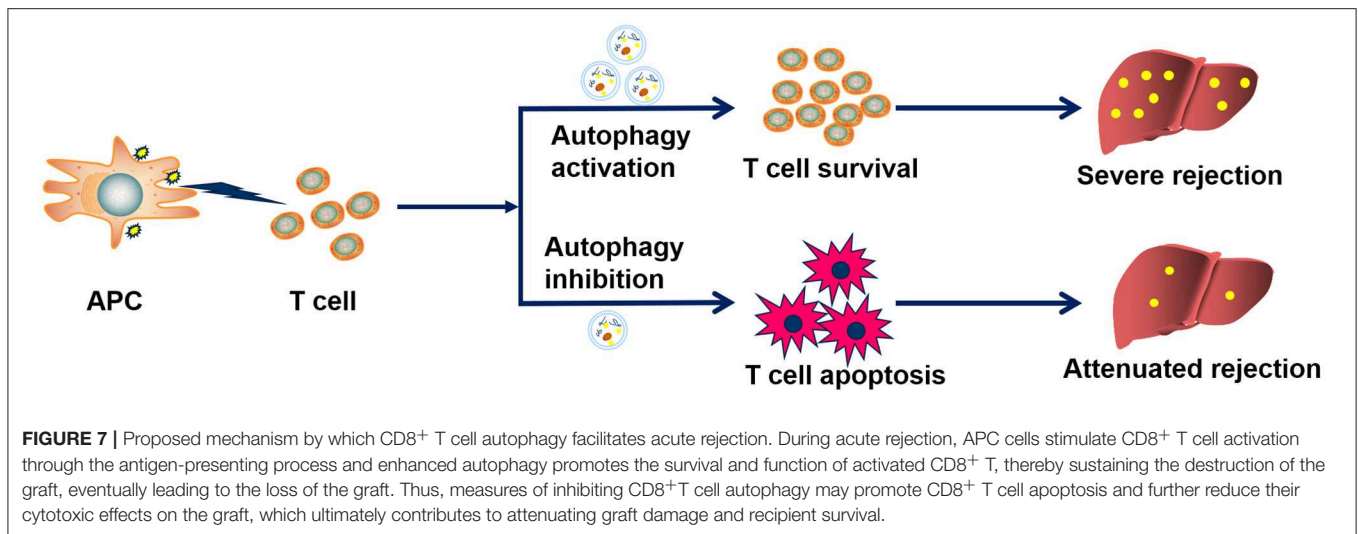 Autophagy
activation
T cell survival
Severe rejection
APC
T cell
Autophagy
inhibition
T cell apoptosis
Attenuated rejection
FIGURE 7 | Proposed mechanism by which CD8+ T cell autophagy facilitates acute rejection. During acute rejection, APC cells stimulate CD8+ T cell activation
through the antigen-presenting process and enhanced autophagy promotes the survival and function of activated CD8+ T, thereby sustaining the destruction of the
graft, eventually leading to the loss of the graft. Thus, measures of inhibiting CD8+T cell autophagy may promote CD8+ T cell apoptosis and further reduce their
cytotoxic effects on the graft, which ultimately contributes to attenuating graft damage and recipient survival.